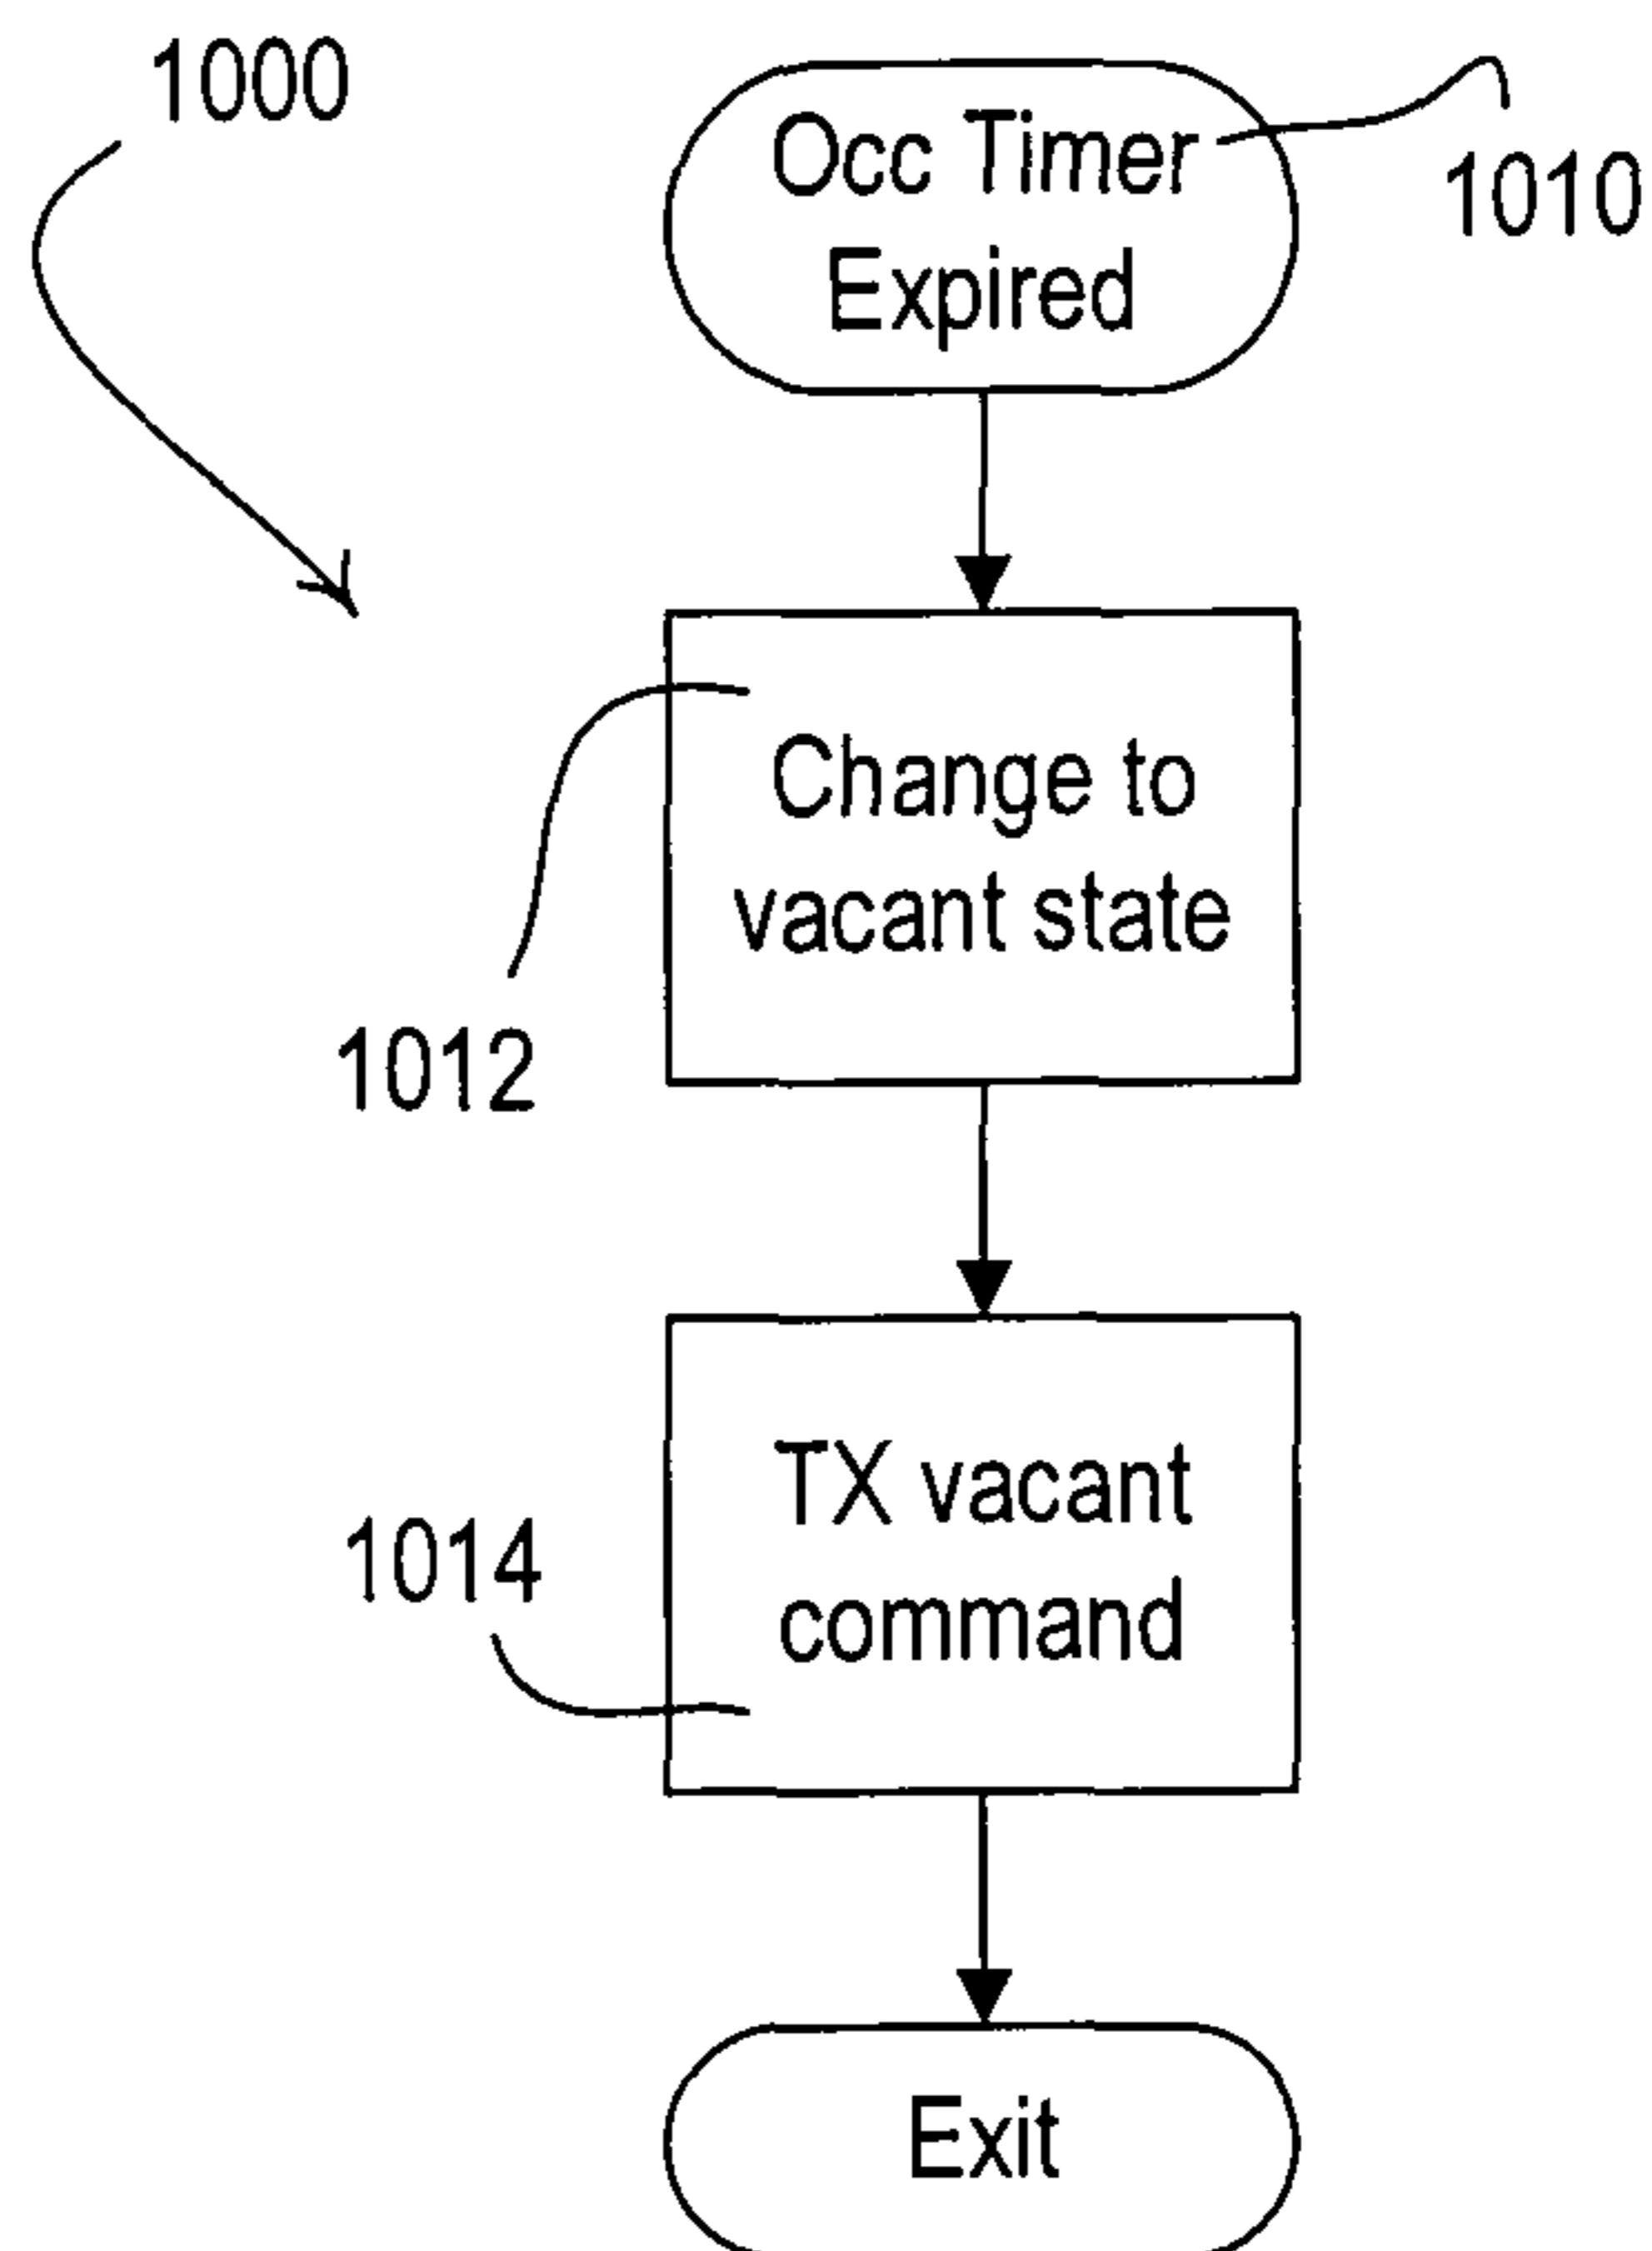 1000
Occ Timer
Expired
1010
Change to
vacant state
1012
TX vacant
command
1014
Exit